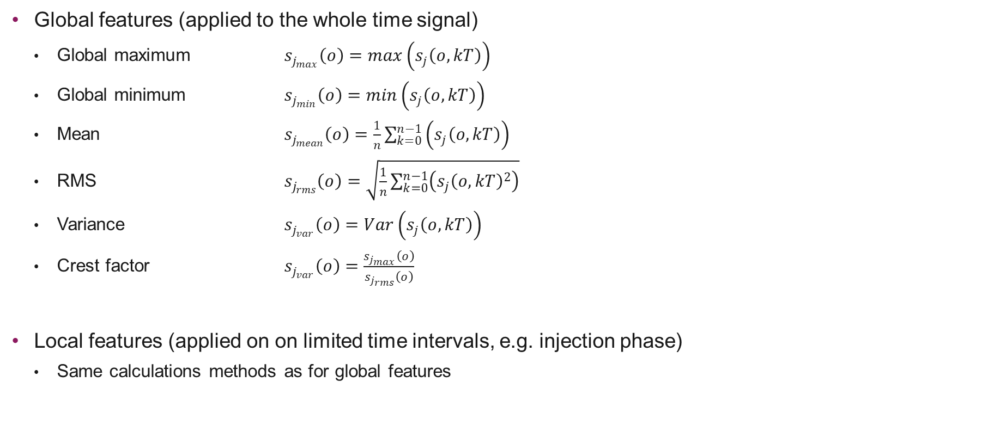 • Global features (applied to the whole time signal)
• Global maximum $s_{j_{max}}(o) = max\left(s_j(o, kT)\right)$
• Global minimum $s_{j_{min}}(o) = min\left(s_j(o, kT)\right)$
• Mean $s_{j_{mean}}(o) = \frac{1}{n}\sum_{k=0}^{n-1}\left(s_j(o, kT)\right)$
• RMS $s_{j_{rms}}(o) = \sqrt{\frac{1}{n}\sum_{k=0}^{n-1}\left(s_j(o, kT)^2\right)}$
• Variance $s_{j_{var}}(o) = Var\left(s_j(o, kT)\right)$
• Crest factor $s_{j_{var}}(o) = \frac{s_{j_{max}}(o)}{s_{j_{rms}}(o)}$
• Local features (applied on on limited time intervals, e.g. injection phase)
• Same calculations methods as for global features